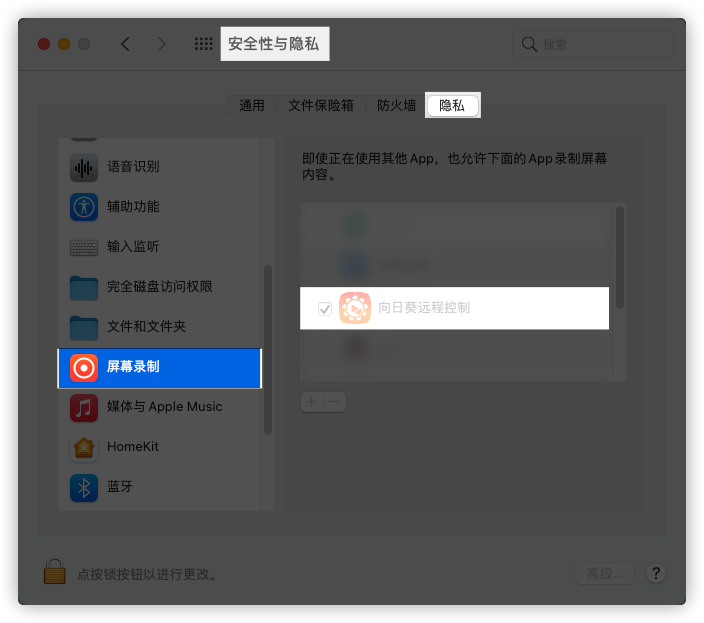 安全性与隐私
搜索
通用
文件保险箱
防火墙
隐私
语音识别
辅助功能
输入监听
完全磁盘访问权限
文件和文件夹
屏幕录制
媒体与 Apple Music
HomeKit
蓝牙
即使正在使用其他 App，也允许下面的 App 录制屏幕
内容。
向日葵远程控制
点按锁按钮以进行更改。
高级...
?